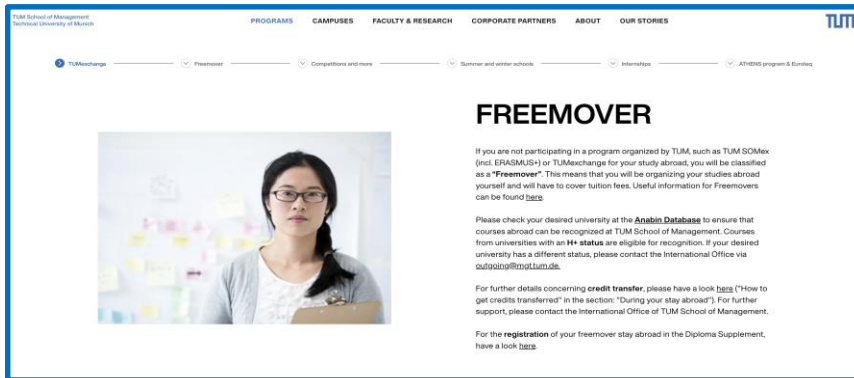 TUM School of Management
Technical University of Munich
PROGRAMS CAMPUSES FACULTY & RESEARCH CORPORATE PARTNERS ABOUT OUR STORIES
TUM
TUMexchange Freemover Competitions and more Summer and winter schools Internships ATHENS program & Euroteq
FREEMOVER
If you are not participating in a program organized by TUM, such as TUM SOMex
(incl. ERASMUS+) or TUMexchange for your study abroad, you will be classified
as a "Freemover". This means that you will be organizing your studies abroad
yourself and will have to cover tuition fees. Useful information for Freemovers
can be found here.
Please check your desired university at the Anabin Database to ensure that
courses abroad can be recognized at TUM School of Management. Courses
from universities with an H+ status are eligible for recognition. If your desired
university has a different status, please contact the International Office via
outgoing@mgt.tum.de.
For further details concerning credit transfer, please have a look here ("How to
get credits transferred" in the section: "During your stay abroad"). For further
support, please contact the International Office of TUM School of Management.
For the registration of your freemover stay abroad in the Diploma Supplement,
have a look here.